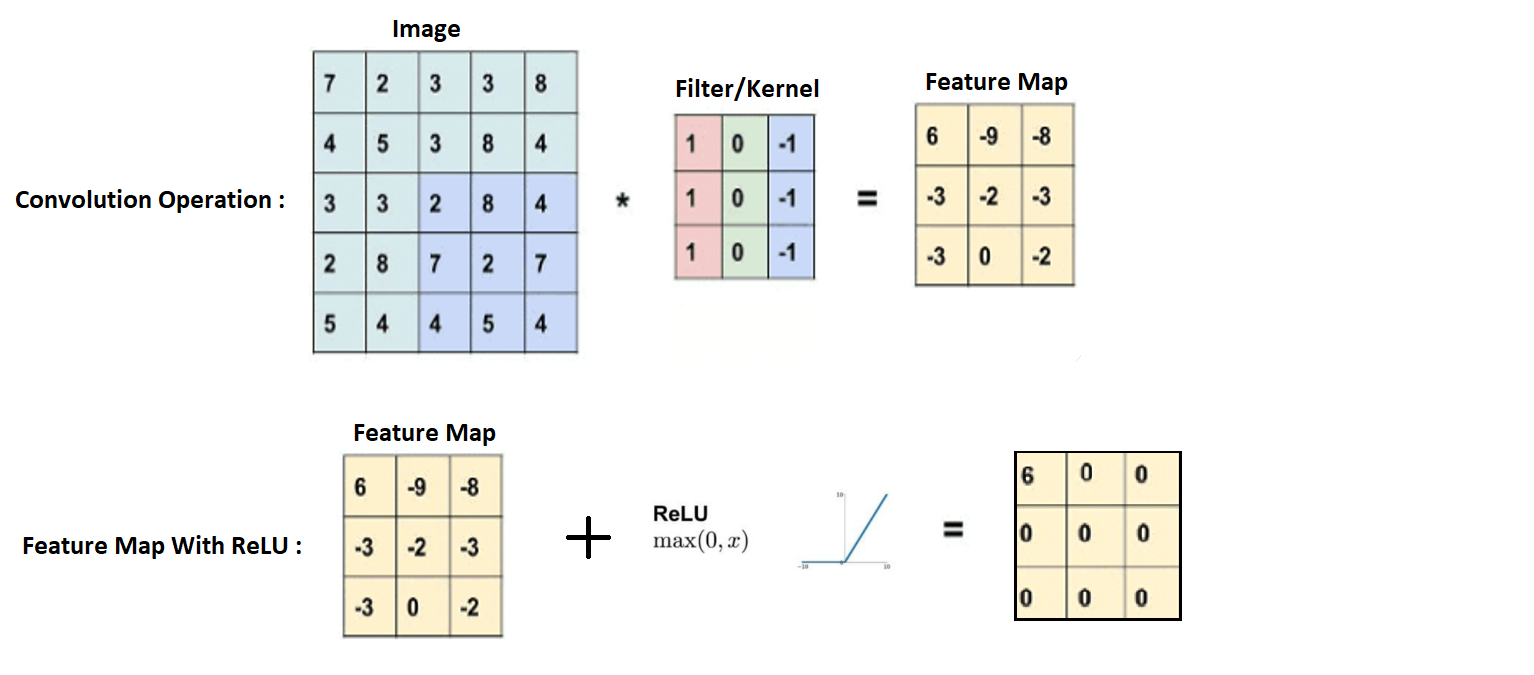 Image
7 2 3 3 8
4 5 3 8 4
3 3 2 8 4
2 8 7 2 7
5 4 4 5 4
Convolution Operation :
*
Filter/Kernel
1 0 -1
1 0 -1
1 0 -1
=
Feature Map
6 -9 -8
-3 -2 -3
-3 0 -2
Feature Map With ReLU :
Feature Map
6 -9 -8
-3 -2 -3
-3 0 -2
+
ReLU
max(0, x)
10
-10 0 10
=
6 0 0
0 0 0
0 0 0